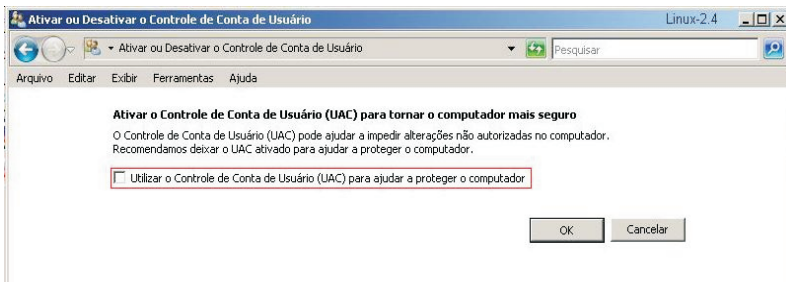 Ativar ou Desativar o Controle de Conta de Usuário Linux-2.4
Ativar ou Desativar o Controle de Conta de Usuário Pesquisar
Arquivo Editar Exibir Ferramentas Ajuda
Ativar o Controle de Conta de Usuário (UAC) para tornar o computador mais seguro
O Controle de Conta de Usuário (UAC) pode ajudar a impedir alterações não autorizadas no computador.
Recomendamos deixar o UAC ativado para ajudar a proteger o computador.
Utilizar o Controle de Conta de Usuário (UAC) para ajudar a proteger o computador
OK Cancelar